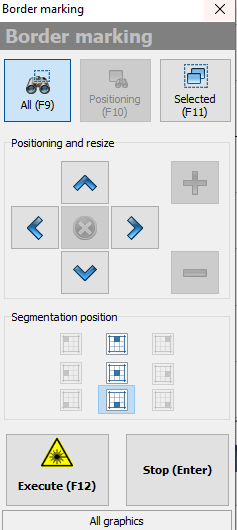 Border marking
Border marking
All (F9)
Positioning
(F10)
Selected
(F11)
Positioning and resize
Segmentation position
Execute (F12)
Stop (Enter)
All graphics